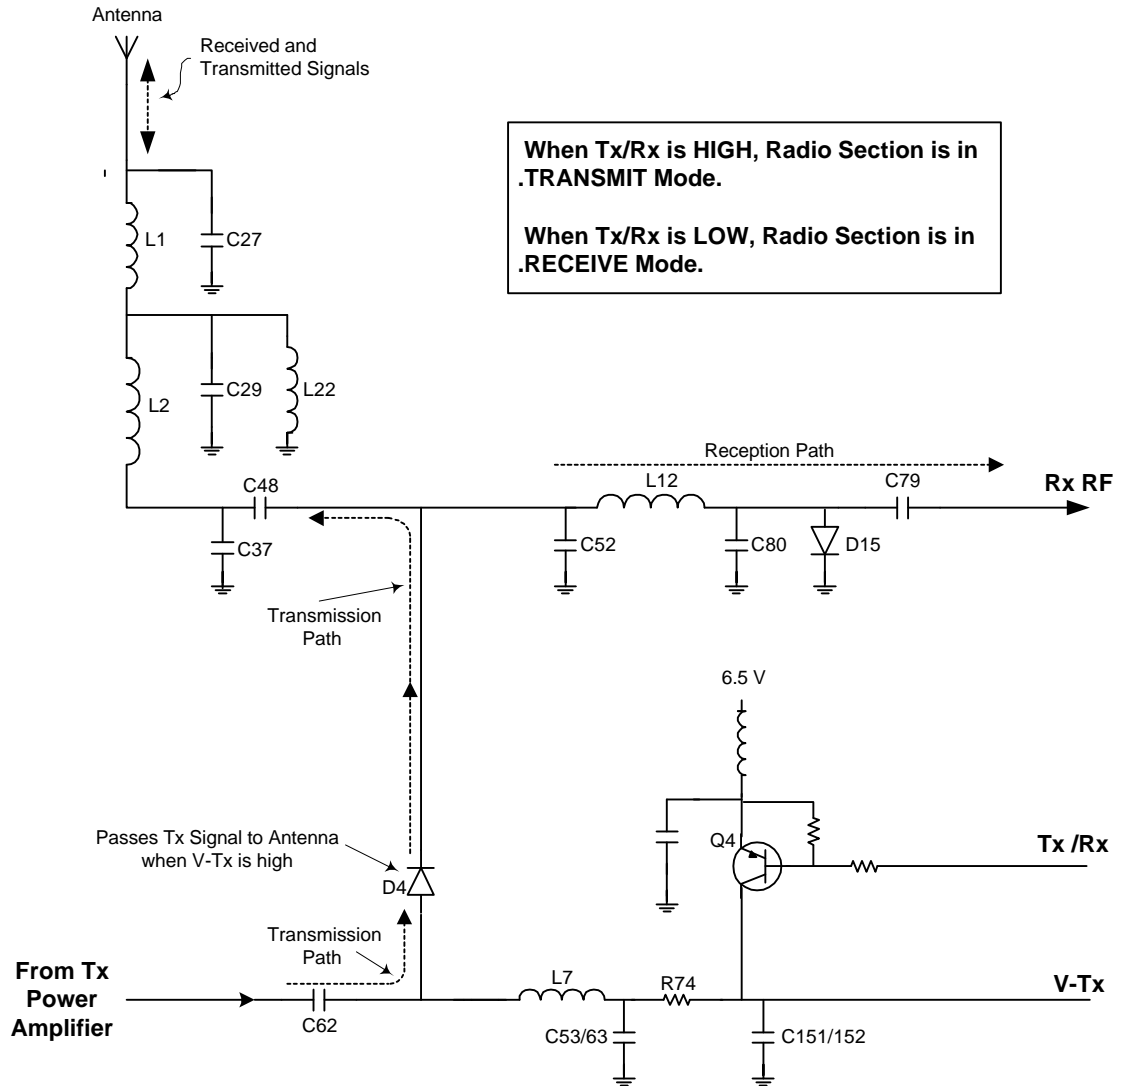 Antenna
Received and
Transmitted Signals
When Tx/Rx is HIGH, Radio Section is in
.TRANSMIT Mode.
When Tx/Rx is LOW, Radio Section is in
.RECEIVE Mode.
L1
C27
L2
C29
L22
Reception Path
C48
L12
C79
Rx RF
C37
C52
C80
D15
Transmission
Path
6.5 V
Passes Tx Signal to Antenna
when V-Tx is high
Q4
Tx /Rx
D4
Transmission
Path
From Tx
Power
Amplifier
L7
R74
V-Tx
C62
C53/63
C151/152